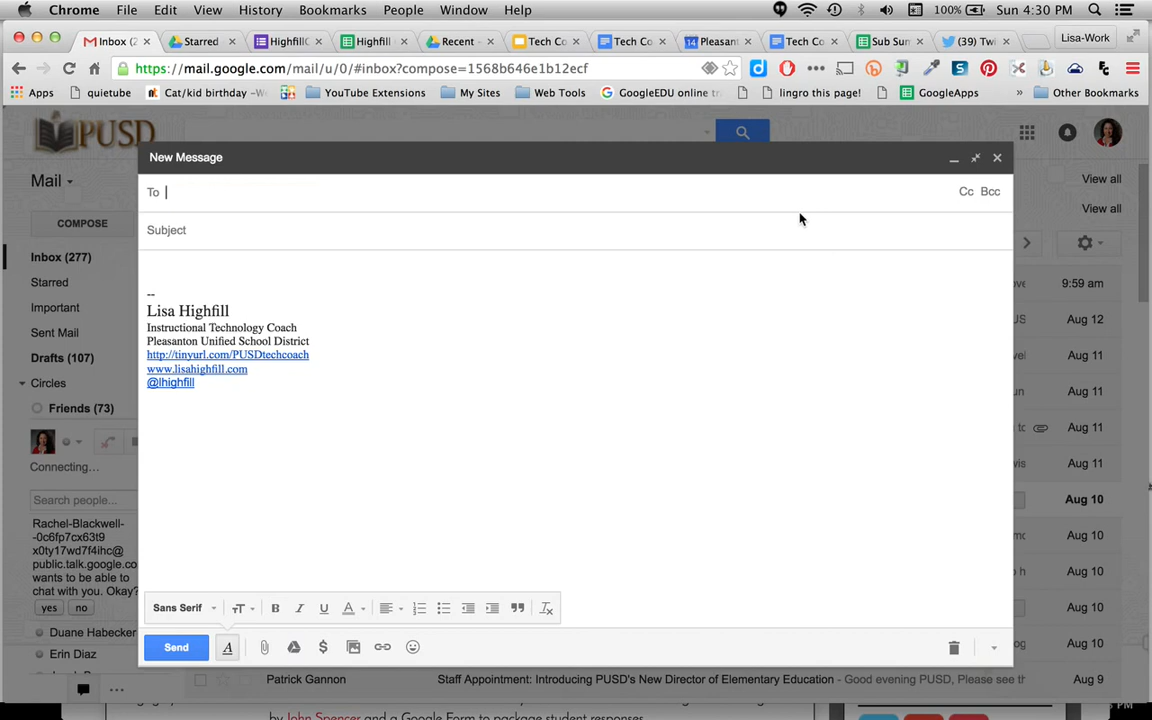 Chrome File Edit View History Bookmarks People Window Help 100% Sun 4:30 PM
Inbox ( Starred HighfillC Highfill Recent - Tech Co Tech Co 14 Pleasan Tech Co Sub Sun (39) Twi Lisa-Work
https://mail.google.com/mail/u/0/#inbox?compose=1568b646e1b12ecf
Apps quietube Cat/kid birthday YouTube Extensions My Sites Web Tools GoogleEDU online tr lingro this page! GoogleApps » Other Bookmarks
PUSD
New Message
Mail
To Cc Bcc
View all
COMPOSE
Subject
View all
Inbox (277)
Starred
Important
Sent Mail
Drafts (107)
Circles
Friends (73)
Connecting...
Search people...
Rachel-Blackwell-
-0c6fp7cx63t9
x0ty17wd7f4ihc@
public.talk.google.co
wants to be able to
chat with you. Okay?
yes no
Duane Habecker
Erin Diaz
--
Lisa Highfill
Instructional Technology Coach
Pleasanton Unified School District
http://tinyurl.com/PUSDtechcoach
www.lisahighfill.com
@lhighfill
9:59 am
Aug 12
Aug 11
Aug 11
Aug 11
Aug 11
Aug 10
Aug 10
Aug 10
Aug 10
Aug 10
Sans Serif
Send
Patrick Gannon Staff Appointment: Introducing PUSD's New Director of Elementary Education - Good evening PUSD, Please see th Aug 9
by John Spencer and a Google Form to package student responses.